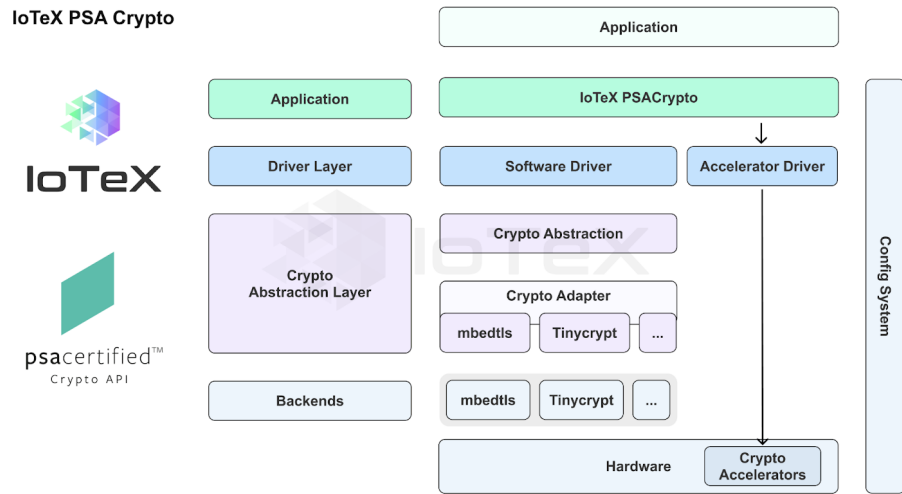 IoTeX PSA Crypto
Application
Application
IoTeX PSACrypto
IoTeX
Driver Layer
Software Driver
Accelerator Driver
Crypto
Abstraction Layer
Crypto Abstraction
IoTeX
Crypto Adapter
mbedtls
Tinycrypt
...
psacertified™
Crypto API
Backends
mbedtls
Tinycrypt
...
Hardware
Crypto
Accelerators
Config System